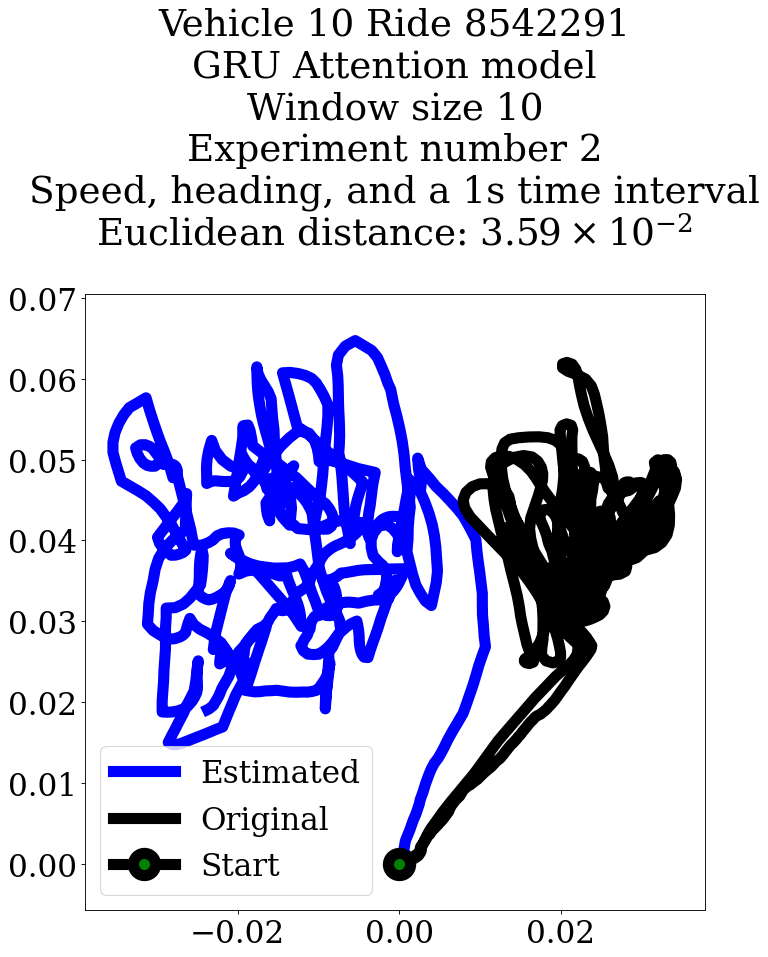 Vehicle 10 Ride 8542291
GRU Attention model
Window size 10
Experiment number 2
Speed, heading, and a 1s time interval
Euclidean distance: 3.59 × 10⁻²
0.07
0.06
0.05
0.04
0.03
0.02
0.01
0.00
Estimated
Original
Start
−0.02
0.00
0.02